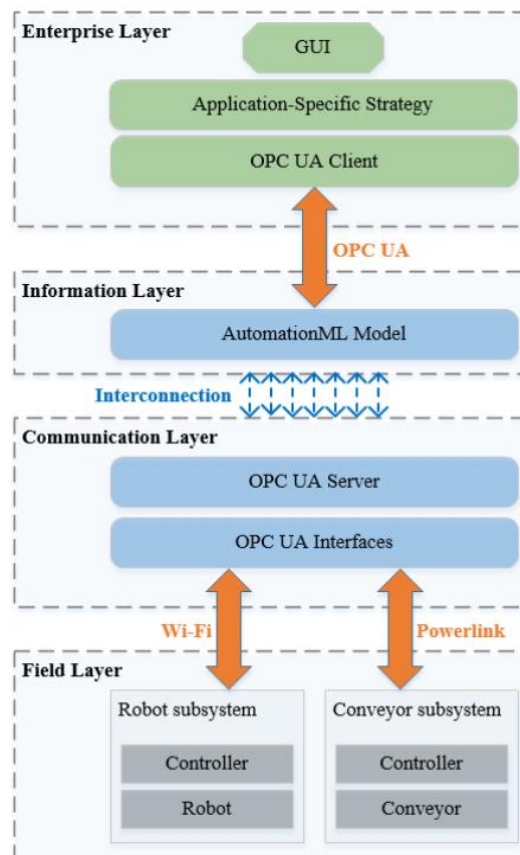 Enterprise Layer
GUI
Application-Specific Strategy
OPC UA Client
OPC UA
Information Layer
AutomationML Model
Interconnection
Communication Layer
OPC UA Server
OPC UA Interfaces
Wi-Fi
Powerlink
Field Layer
Robot subsystem
Controller
Robot
Conveyor subsystem
Controller
Conveyor